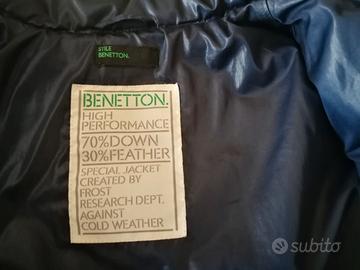 STILE
BENETTON.
BENETTON.
HIGH
PERFORMANCE
70%DOWN
30%FEATHER
SPECIAL JACKET
CREATED BY
FROST
RESEARCH DEPT.
AGAINST
COLD WEATHER
subito